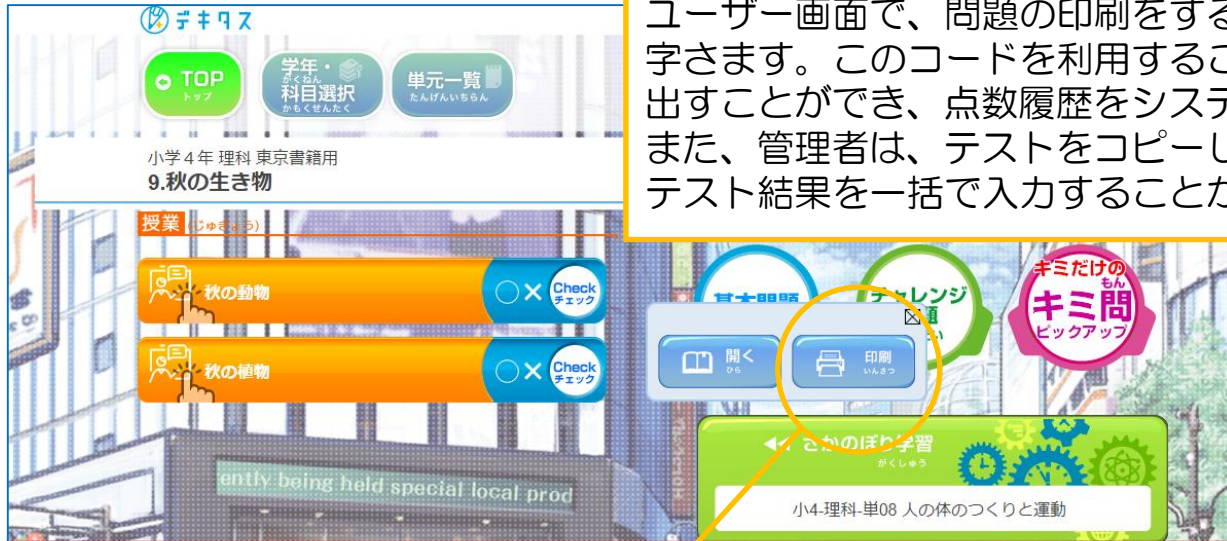 デキタス
TOP
トップ
学年・
がくねん
科目選択
かもくせんたく
単元一覧
たんげんいちらん
ユーザー画面で、問題の印刷をする
字さます。このコードを利用するこ
出すことができ、点数履歴をシステ
また、管理者は、テストをコピーし
テスト結果を一括で入力することが
小学4年 理科 東京書籍用
9.秋の生き物
授業 (じゅぎょう)
秋の動物
○×
Check
チェック
秋の植物
○×
Check
チェック
基本問題
チャレンジ
題
キミだけの
キミ問
もん
ピックアップ
開く
ひら
印刷
いんさつ
さかのぼり学習
がくしゅう
小4-理科-単08 人の体のつくりと運動
ently being held special local prod